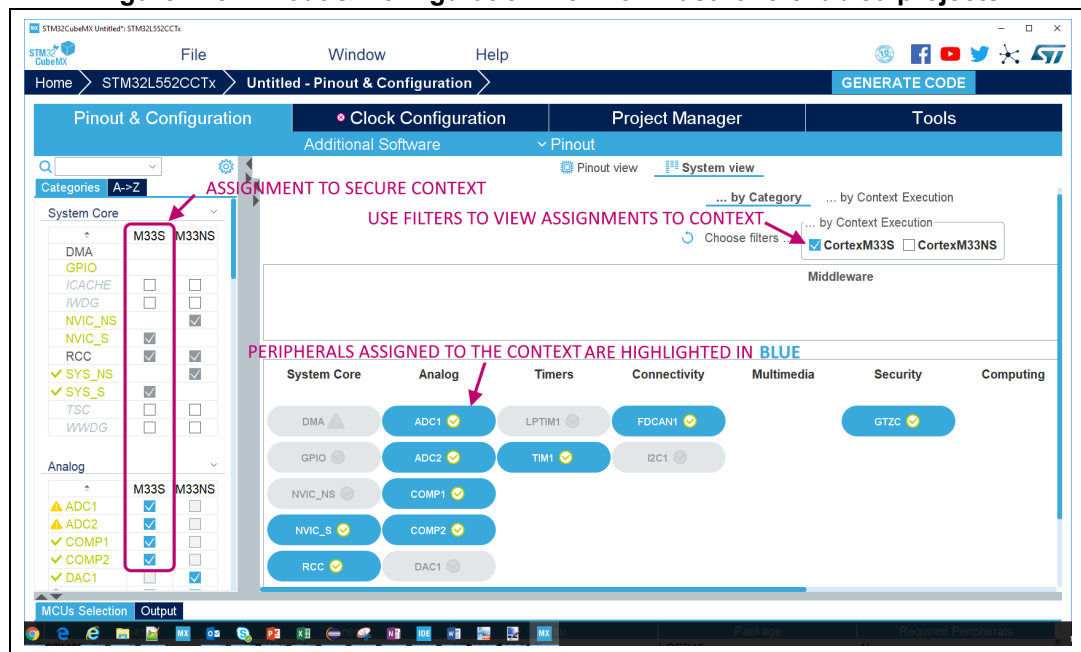 STM32CubeMX Untitled*: STM32L552CCTx
STM32 CubeMX
File Window Help
19
Home STM32L552CCTx Untitled - Pinout & Configuration GENERATE CODE
Pinout & Configuration Clock Configuration Project Manager Tools
Additional Software Pinout
Pinout view System view
Categories A->Z
ASSIGNMENT TO SECURE CONTEXT
... by Category ... by Context Execution
System Core
USE FILTERS TO VIEW ASSIGNMENTS TO CONTEXT
... by Context Execution
M33S M33NS
Choose filters ...
CortexM33S CortexM33NS
DMA
GPIO
ICACHE
Middleware
IWDG
NVIC_NS
NVIC_S
RCC
PERIPHERALS ASSIGNED TO THE CONTEXT ARE HIGHLIGHTED IN BLUE
SYS_NS
System Core Analog Timers Connectivity Multimedia Security Computing
SYS_S
TSC
WWDG
DMA ADC1 LPTIM1 FDCAN1 GTZC
GPIO ADC2 TIM1 I2C1
Analog
M33S M33NS
NVIC_NS COMP1
ADC1
ADC2
NVIC_S COMP2
COMP1
COMP2
RCC DAC1
DAC1
MCUs Selection Output
Package Required Peripherals